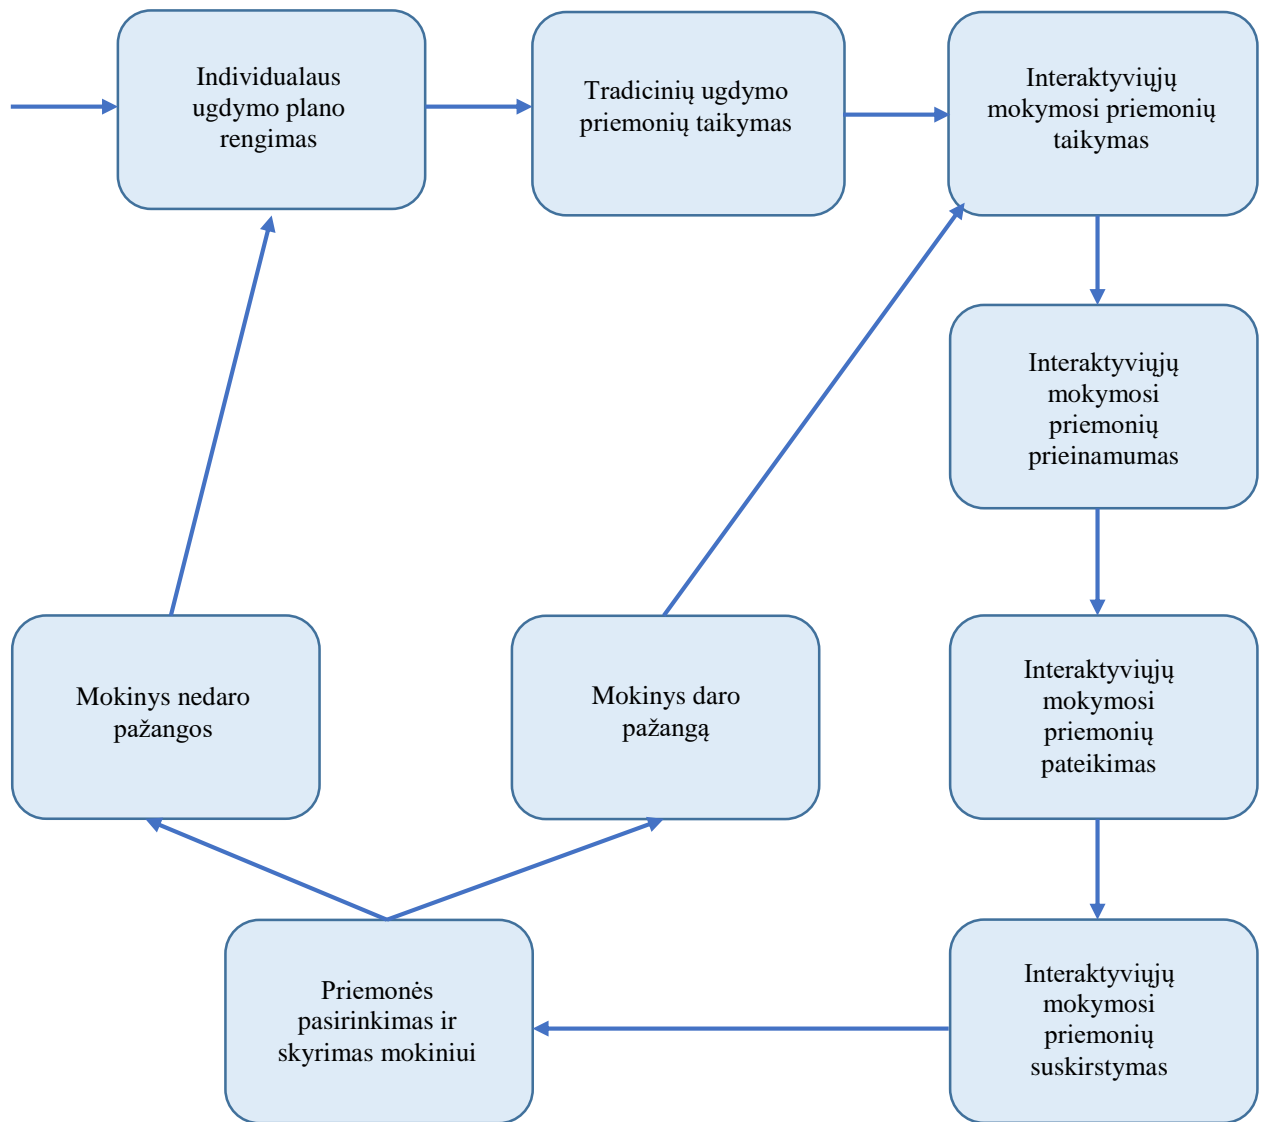 Individualaus
ugdymo plano
rengimas
Tradicinių ugdymo
priemonių taikymas
Interaktyviųjų
mokymosi priemonių
taikymas
Interaktyviųjų
mokymosi
priemonių
prieinamumas
Mokinys nedaro
pažangos
Mokinys daro
pažangą
Interaktyviųjų
mokymosi
priemonių
pateikimas
Priemonės
pasirinkimas ir
skyrimas mokiniui
Interaktyviųjų
mokymosi
priemonių
suskirstymas